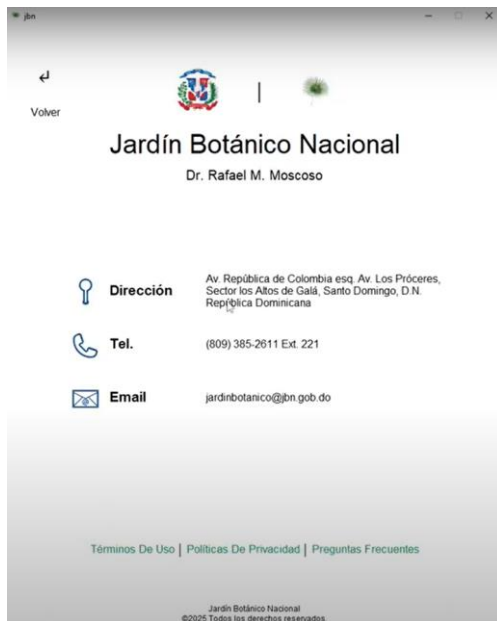 jbn
Volver
|
Jardín Botánico Nacional
Dr. Rafael M. Moscoso
Dirección
Av. República de Colombia esq. Av. Los Próceres,
Sector los Altos de Galá, Santo Domingo, D.N.
República Dominicana
Tel.
(809) 385-2611 Ext. 221
Email
jardinbotanico@jbn.gob.do
Términos De Uso | Políticas De Privacidad | Preguntas Frecuentes
Jardín Botánico Nacional
©2025 Todos los derechos reservados